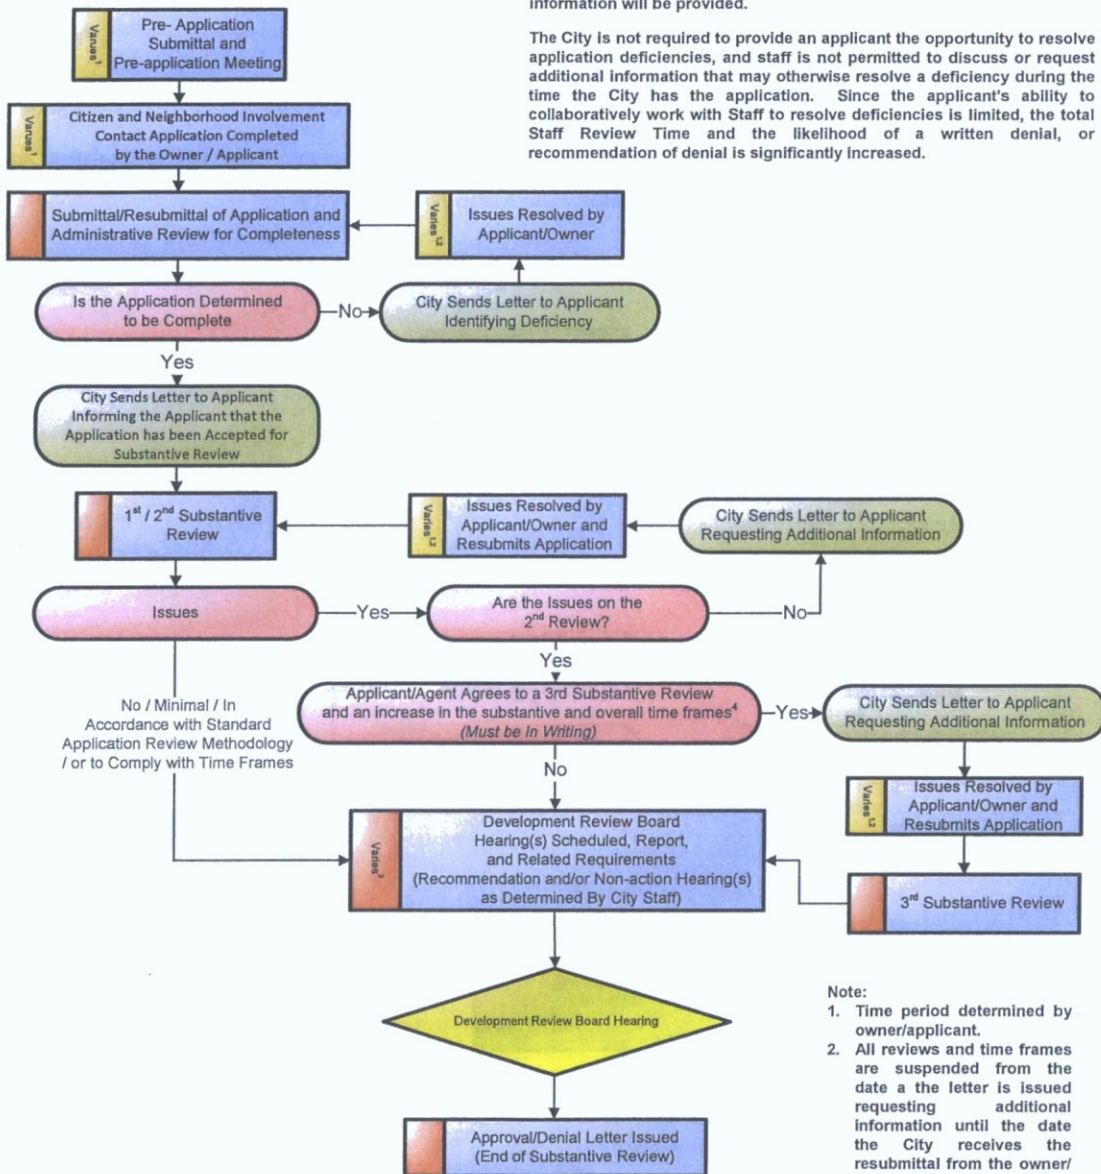 information will be provided.
The City is not required to provide an applicant the opportunity to resolve
application deficiencies, and staff is not permitted to discuss or request
additional information that may otherwise resolve a deficiency during the
time the City has the application. Since the applicant's ability to
collaboratively work with Staff to resolve deficiencies is limited, the total
Staff Review Time and the likelihood of a written denial, or
recommendation of denial is significantly increased.
Varies1
Pre- Application
Submittal and
Pre-application Meeting
Varies1
Citizen and Neighborhood Involvement
Contact Application Completed
by the Owner / Applicant
Submittal/Resubmittal of Application and
Administrative Review for Completeness
Varies1,2
Issues Resolved by
Applicant/Owner
Is the Application Determined
to be Complete
No
City Sends Letter to Applicant
Identifying Deficiency
Yes
City Sends Letter to Applicant
Informing the Applicant that the
Application has been Accepted for
Substantive Review
1st / 2nd Substantive
Review
Varies1,2
Issues Resolved by
Applicant/Owner and
Resubmits Application
City Sends Letter to Applicant
Requesting Additional Information
Issues
Yes
Are the Issues on the
2nd Review?
No
Yes
No / Minimal / In
Accordance with Standard
Application Review Methodology
/ or to Comply with Time Frames
Applicant/Agent Agrees to a 3rd Substantive Review
and an increase in the substantive and overall time frames4
(Must be In Writing)
Yes
City Sends Letter to Applicant
Requesting Additional Information
No
Varies1,2
Issues Resolved by
Applicant/Owner and
Resubmits Application
Varies3
Development Review Board
Hearing(s) Scheduled, Report,
and Related Requirements
(Recommendation and/or Non-action Hearing(s)
as Determined By City Staff)
3rd Substantive Review
Development Review Board Hearing
Approval/Denial Letter Issued
(End of Substantive Review)
Note:
1. Time period determined by
owner/applicant.
2. All reviews and time frames
are suspended from the
date a the letter is issued
requesting additional
information until the date
the City receives the
resubmittal from the owner/